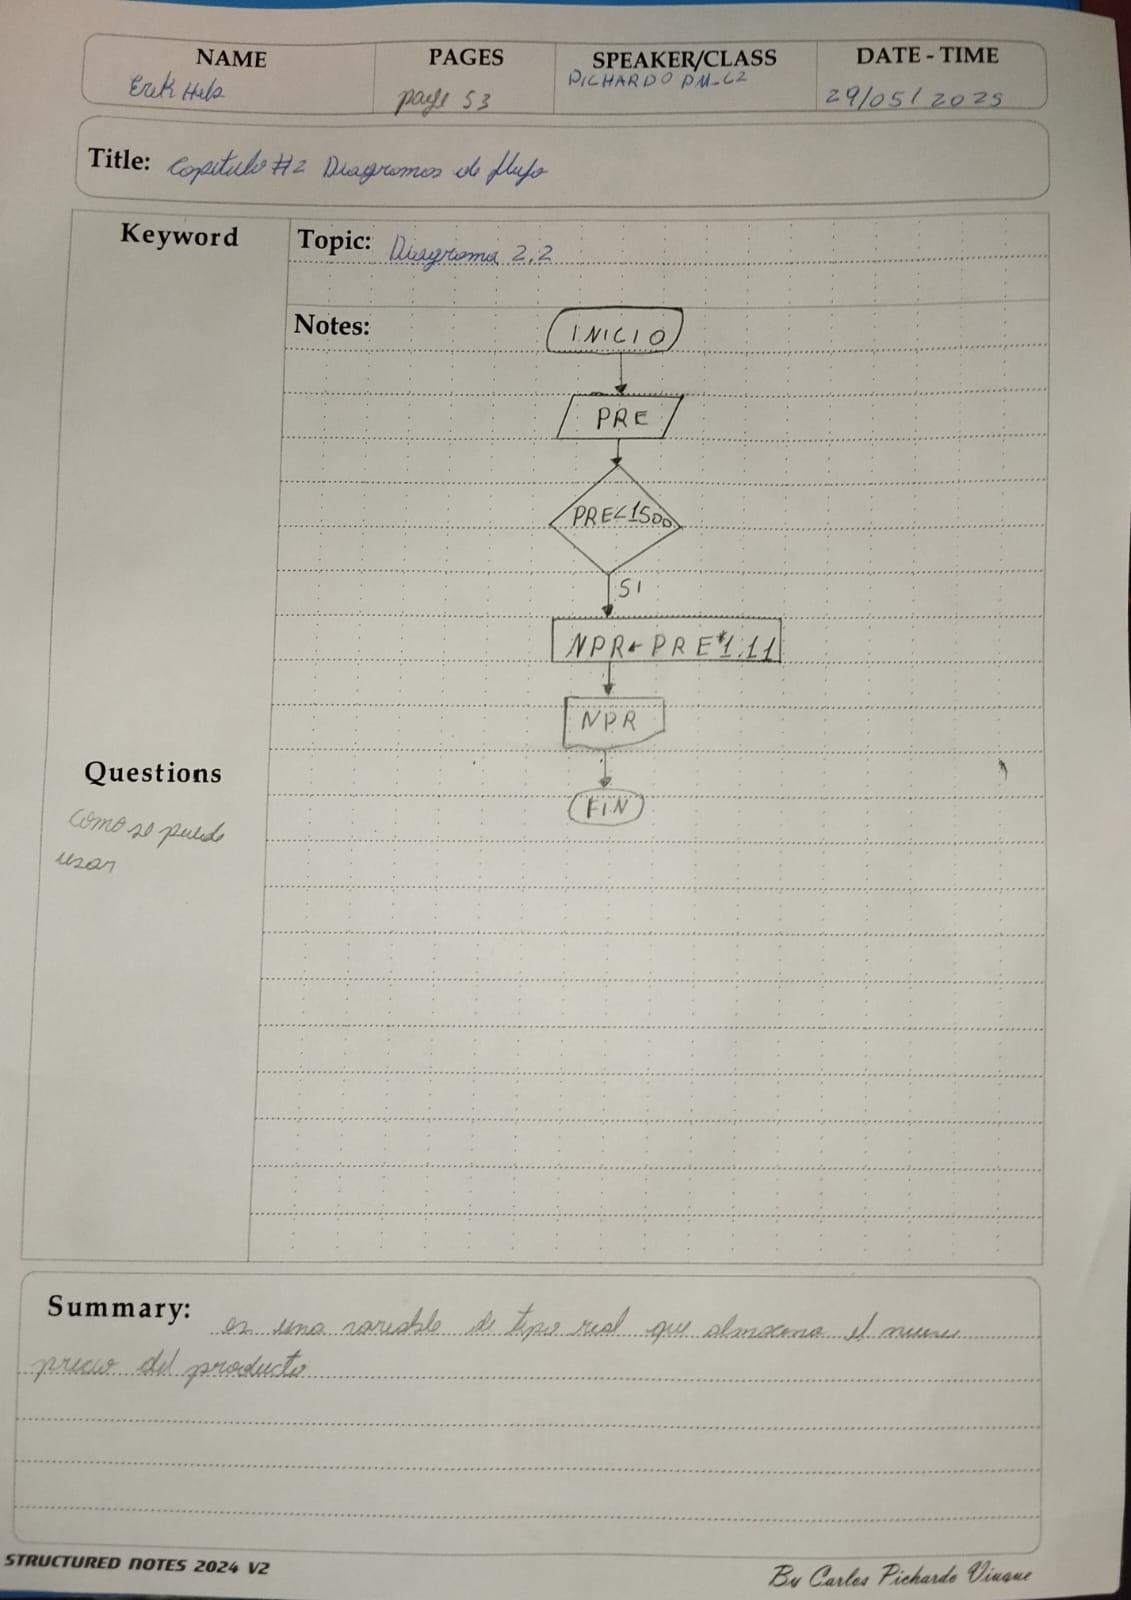 NAME PAGES SPEAKER/CLASS DATE - TIME
Erik page 53 PICHARDO PM-L2 29/05/2025
Title: Capitulo #2 Diagramas de flujo
Keyword
Topic: Diagrama 2.2
Notes:
INICIO
PRE
PRE<1500
SI
NPR← PRE*1.11
NPR
FIN
Questions
Como se puede
usar
Summary: es una variable de tipo real que almacena el nuevo
precio del producto
STRUCTURED NOTES 2024 V2
By Carlos Pichardo Viuque